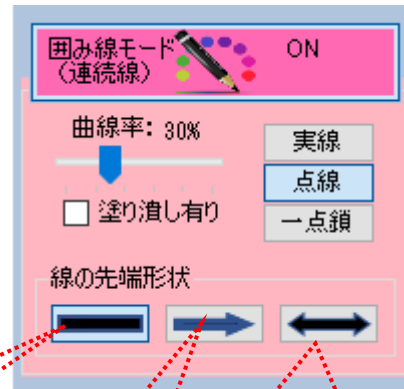 囲み線モード ON
（連続線）
曲線率：30%
実線
点線
塗り潰し有り
一点鎖
線の先端形状